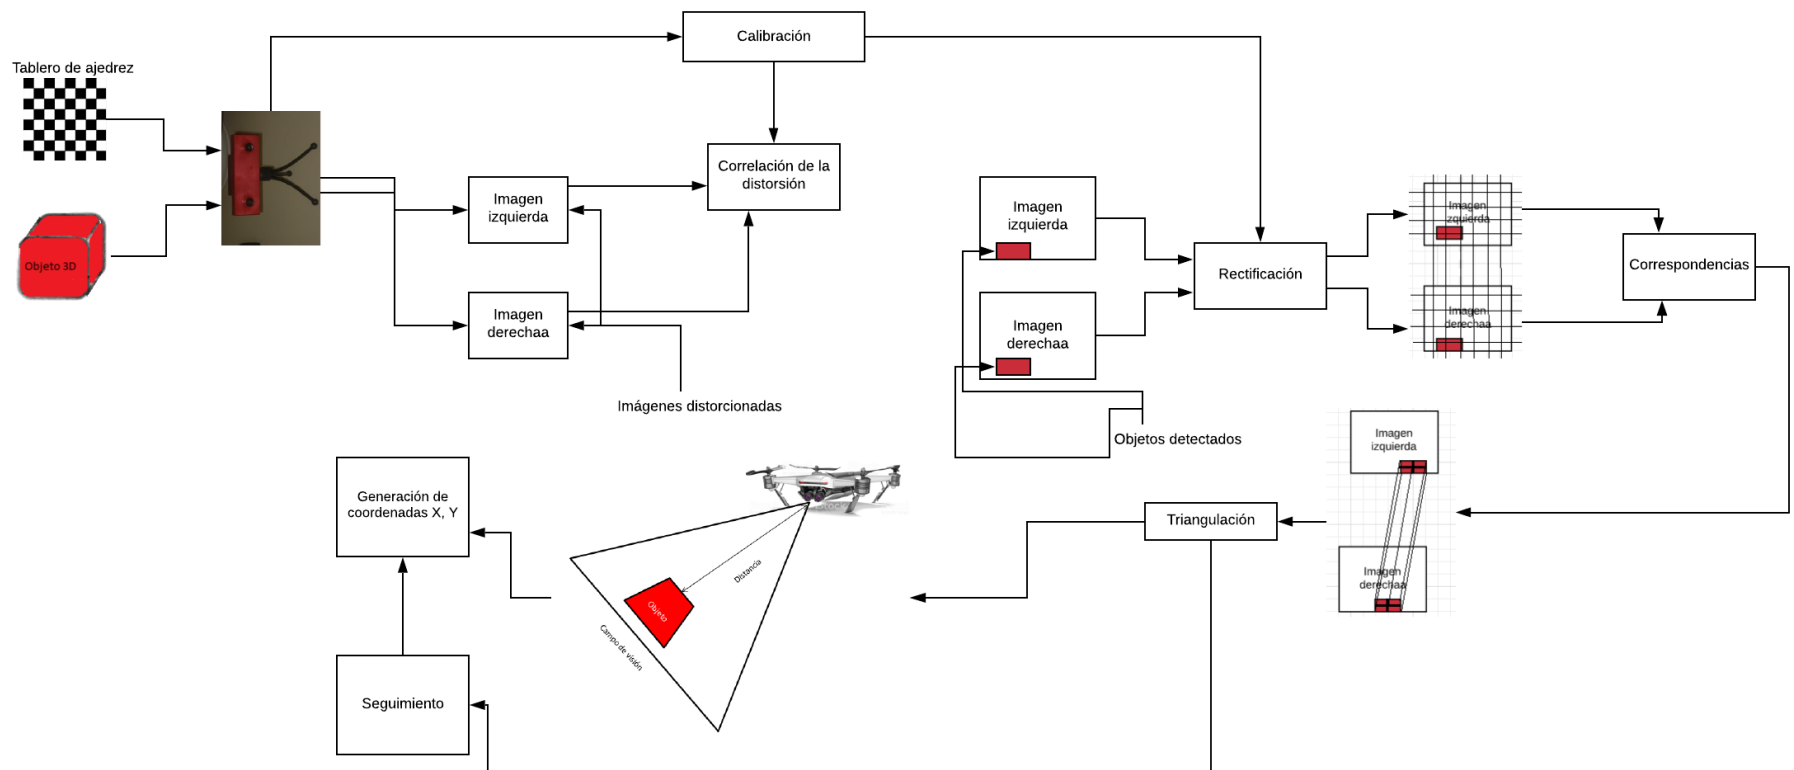 Calibración
Tablero de ajedrez
Correlación de la
distorsión
Imagen
izquierda
Objeto 3D
Imagen
derechaa
Imágenes distorcionadas
Imagen
izquierda
Imagen
derechaa
Objetos detectados
Rectificación
Imagen
zquierda
Imagen
derechaa
Correspondencias
Imagen
izquierda
Imagen
derechaa
Triangulación
Distancia
Objeto
Campo de visión
Generación de
coordenadas X, Y
Seguimiento